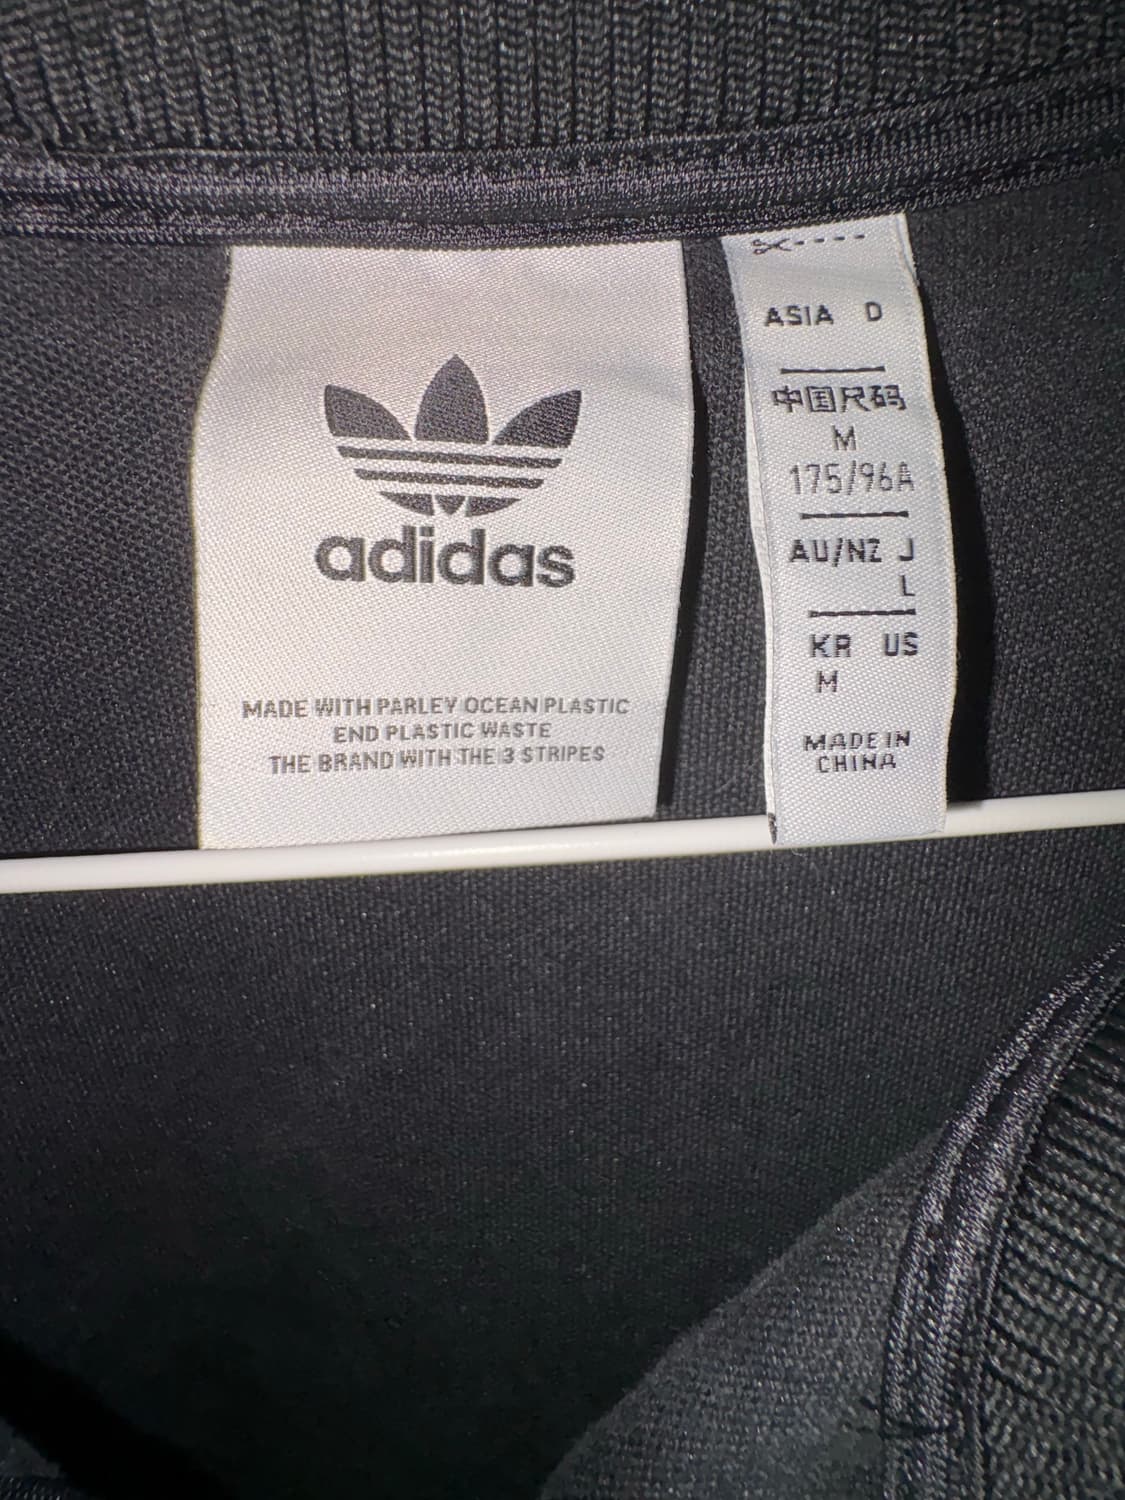 adidas
MADE WITH PARLEY OCEAN PLASTIC
END PLASTIC WASTE
THE BRAND WITH THE 3 STRIPES
ASIA D
中国尺码
M
175/96A
AU/NZ J
L
KR US
M
MADE IN
CHINA